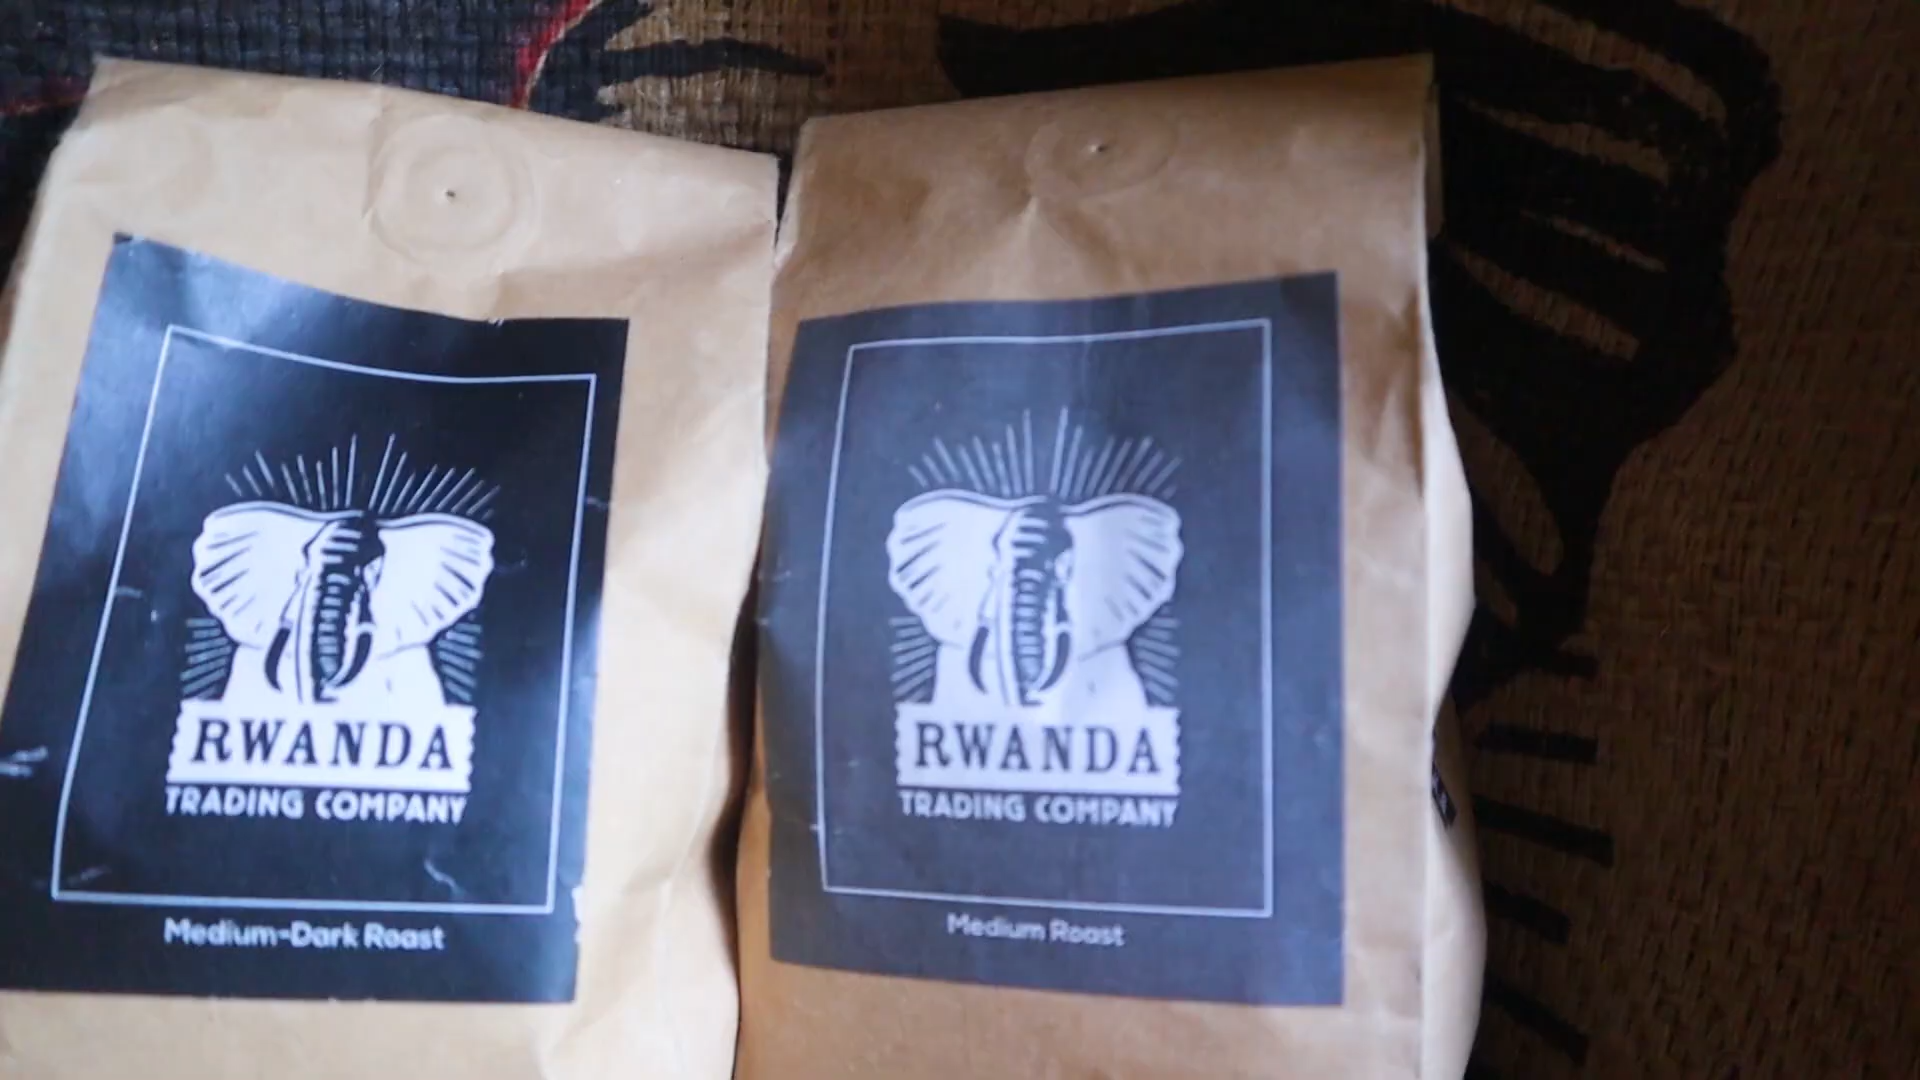 RWANDA
TRADING COMPANY
Medium-Dark Roast
RWANDA
TRADING COMPANY
Medium Roast